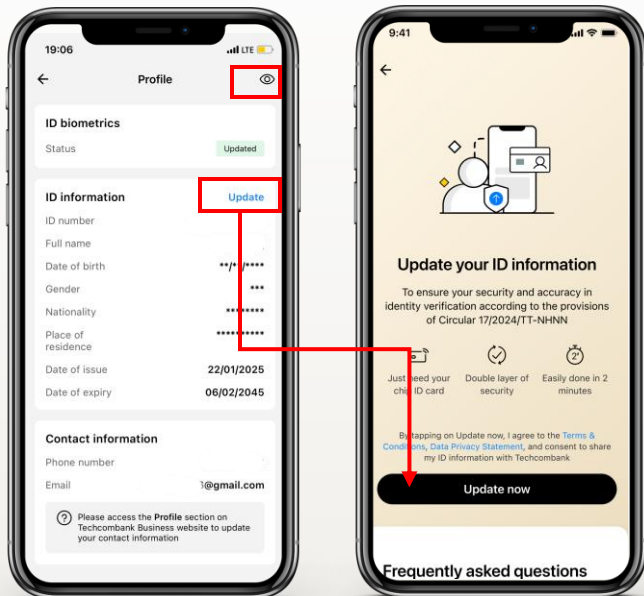 19:06
LTE
Profile
ID biometrics
Status
Updated
ID information
Update
ID number
Full name
Date of birth
**/**/****
Gender
***
Nationality
********
Place of
residence
**********
Date of issue
22/01/2025
Date of expiry
06/02/2045
Contact information
Phone number
Email
@gmail.com
Please access the Profile section on
Techcombank Business website to update
your contact information
9:41
Update your ID information
To ensure your security and accuracy in
identity verification according to the provisions
of Circular 17/2024/TT-NHNN
2'
Just need your
chip ID card
Double layer of
security
Easily done in 2
minutes
By tapping on Update now, I agree to the Terms &
Conditions, Data Privacy Statement, and consent to share
my ID information with Techcombank
Update now
Frequently asked questions